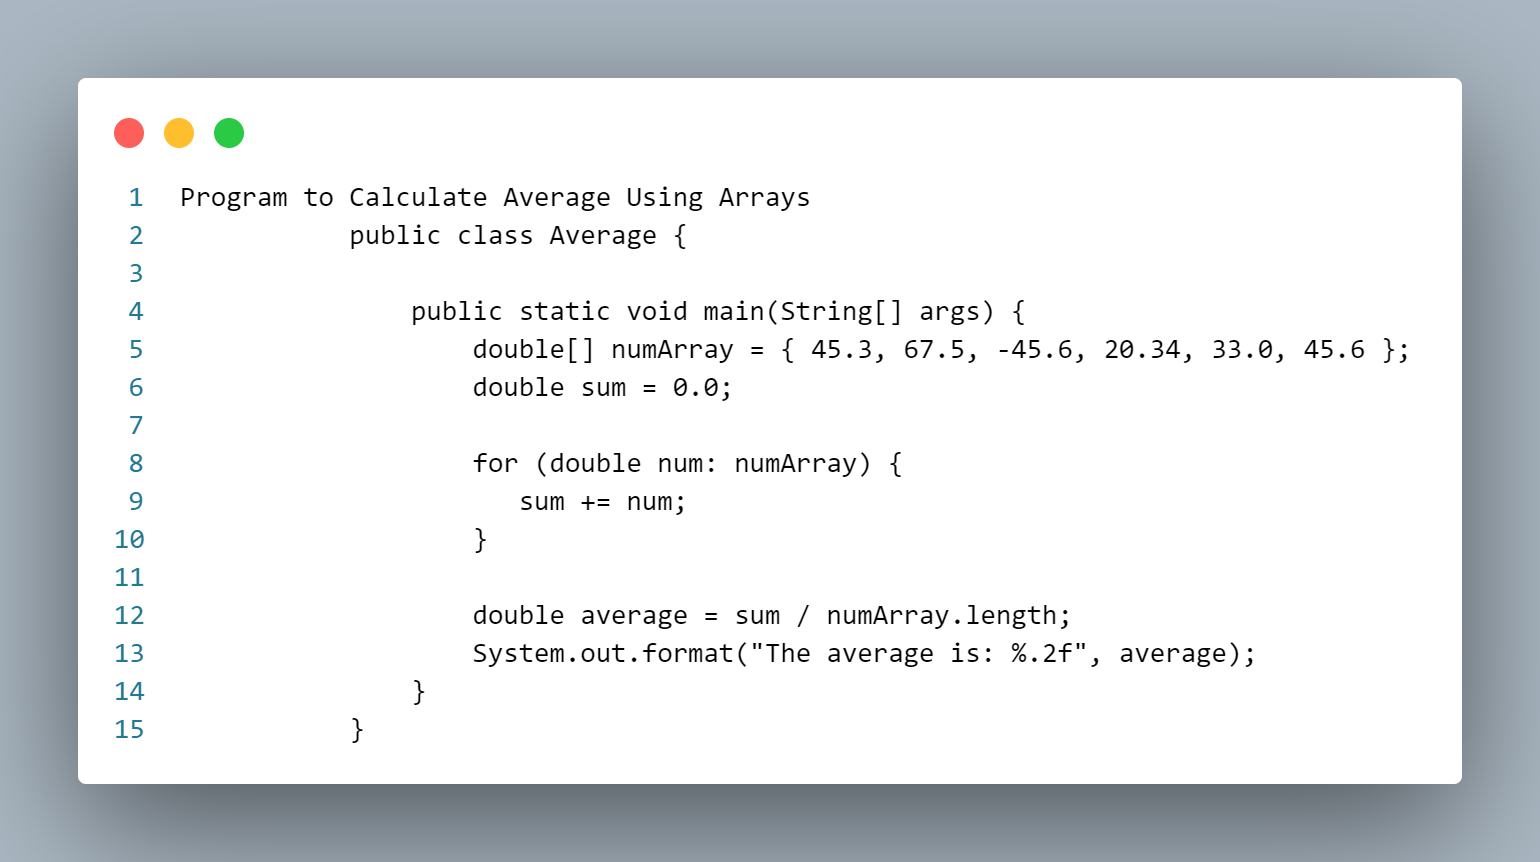 1 Program to Calculate Average Using Arrays
2 public class Average {
3
4 public static void main(String[] args) {
5 double[] numArray = { 45.3, 67.5, -45.6, 20.34, 33.0, 45.6 };
6 double sum = 0.0;
7
8 for (double num: numArray) {
9 sum += num;
10 }
11
12 double average = sum / numArray.length;
13 System.out.format("The average is: %.2f", average);
14 }
15 }